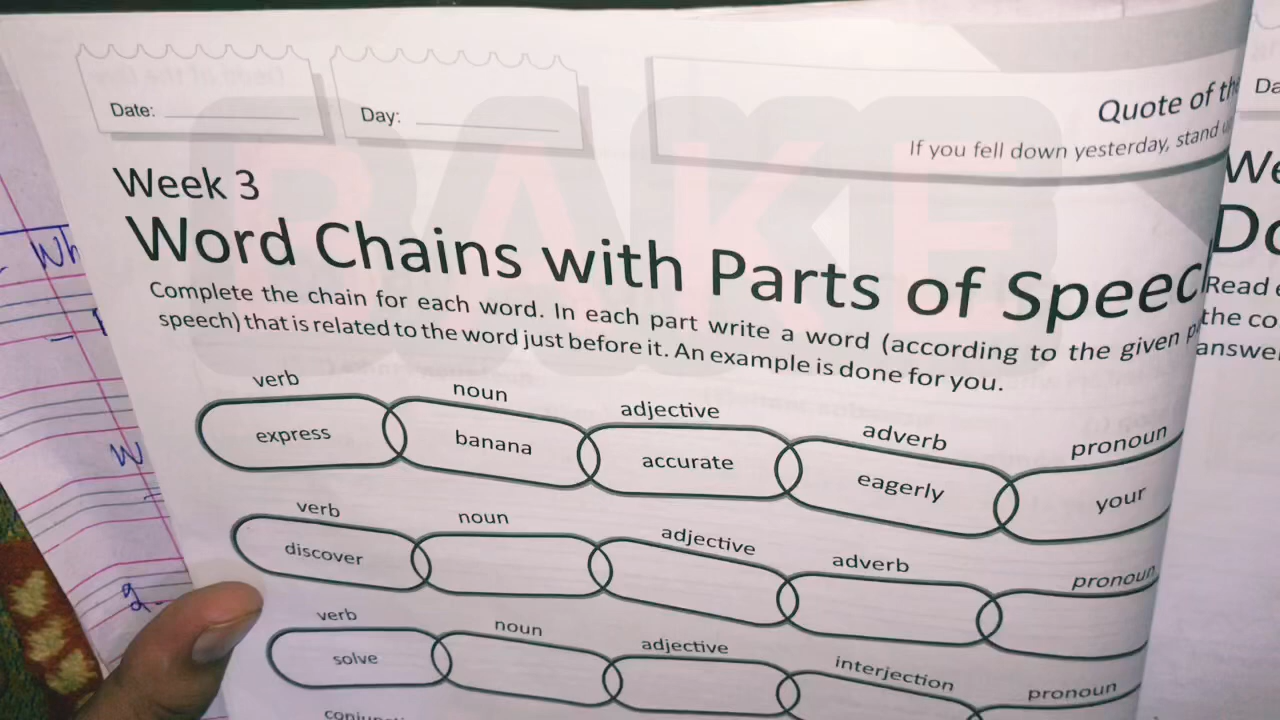 Date:
Day:
Quote of the
If you fell down yesterday, stand
Week 3
Word Chains with Parts of Speec
Complete the chain for each word. In each part write a word (according to the given
speech) that is related to the word just before it. An example is done for you.
verb noun adjective adverb pronoun
express banana accurate eagerly your
verb noun adjective adverb pronoun
discover
verb noun adjective interjection pronoun
solve
Wh
W
Da
We
Do
Read
the co
answe
BAKE